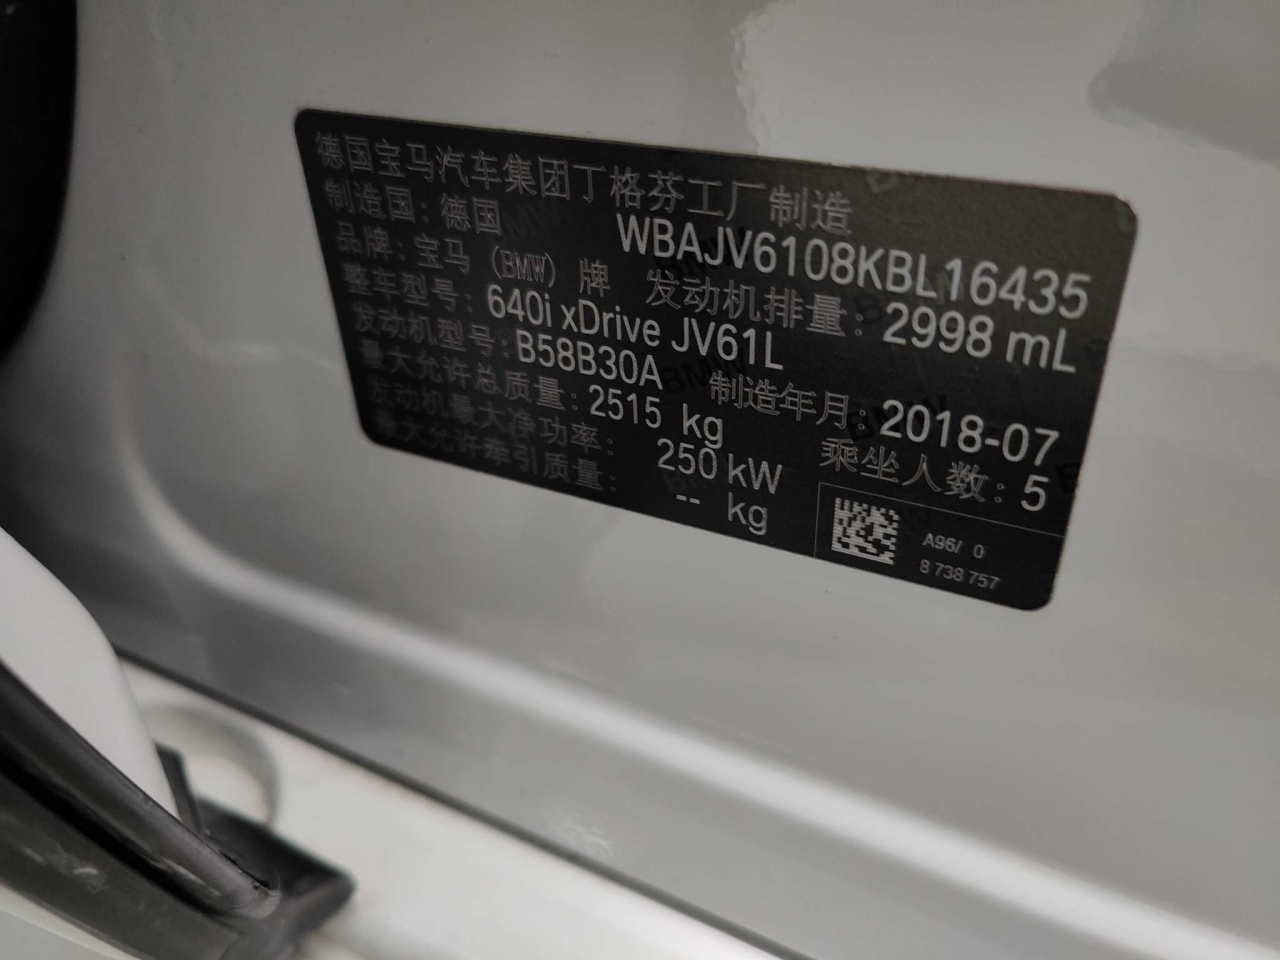 德国宝马汽车集团丁格芬工厂制造
制造国：德国 WBAJV6108KBL16435
品牌：宝马（BMW）牌 发动机排量：2998 mL
整车型号：640i xDrive JV61L
发动机型号：B58B30A 制造年月：2018-07
最大允许总质量：2515 kg 乘坐人数：5
发动机最大净功率：250 kW
最大允许牵引质量：-- kg
A96/ 0
8 738 757